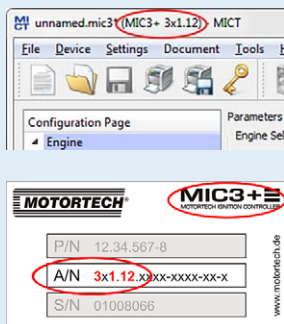 unnamed.mic3* (MIC3+ 3x1.12) - MICT
File Device Settings Document Tools
Configuration Page
Parameters
Engine
Engine Sel
MOTORTECH®
MIC3+
MOTORTECH IGNITION CONTROLLER
P/N 12.34.567-8
A/N 3x1.12.xxxx-xxxx-xx-x
S/N 01008066
www.motortech.de